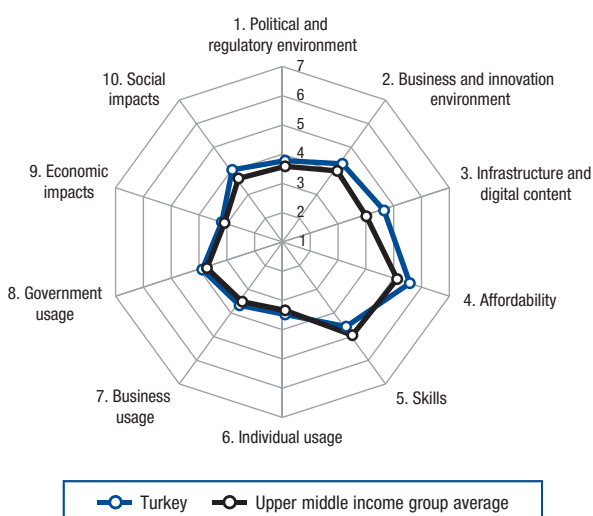 1. Political and
regulatory environment
2. Business and innovation
environment
3. Infrastructure and
digital content
4. Affordability
5. Skills
6. Individual usage
7. Business
usage
8. Government
usage
9. Economic
impacts
10. Social
impacts
7
6
5
4
3
2
1
Turkey
Upper middle income group average